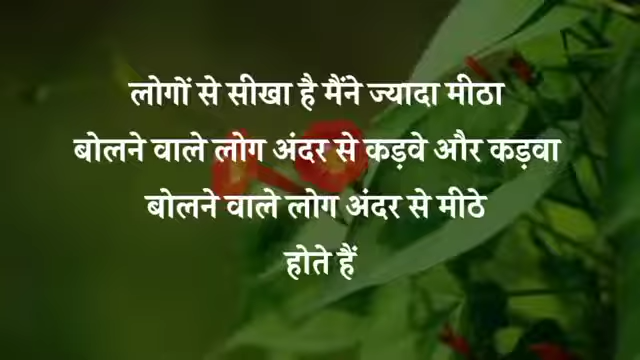 लोगों से सीखा है मैंने ज्यादा मीठा
बोलने वाले लोग अंदर से कड़वे और कड़वा
बोलने वाले लोग अंदर से मीठे
होते हैं